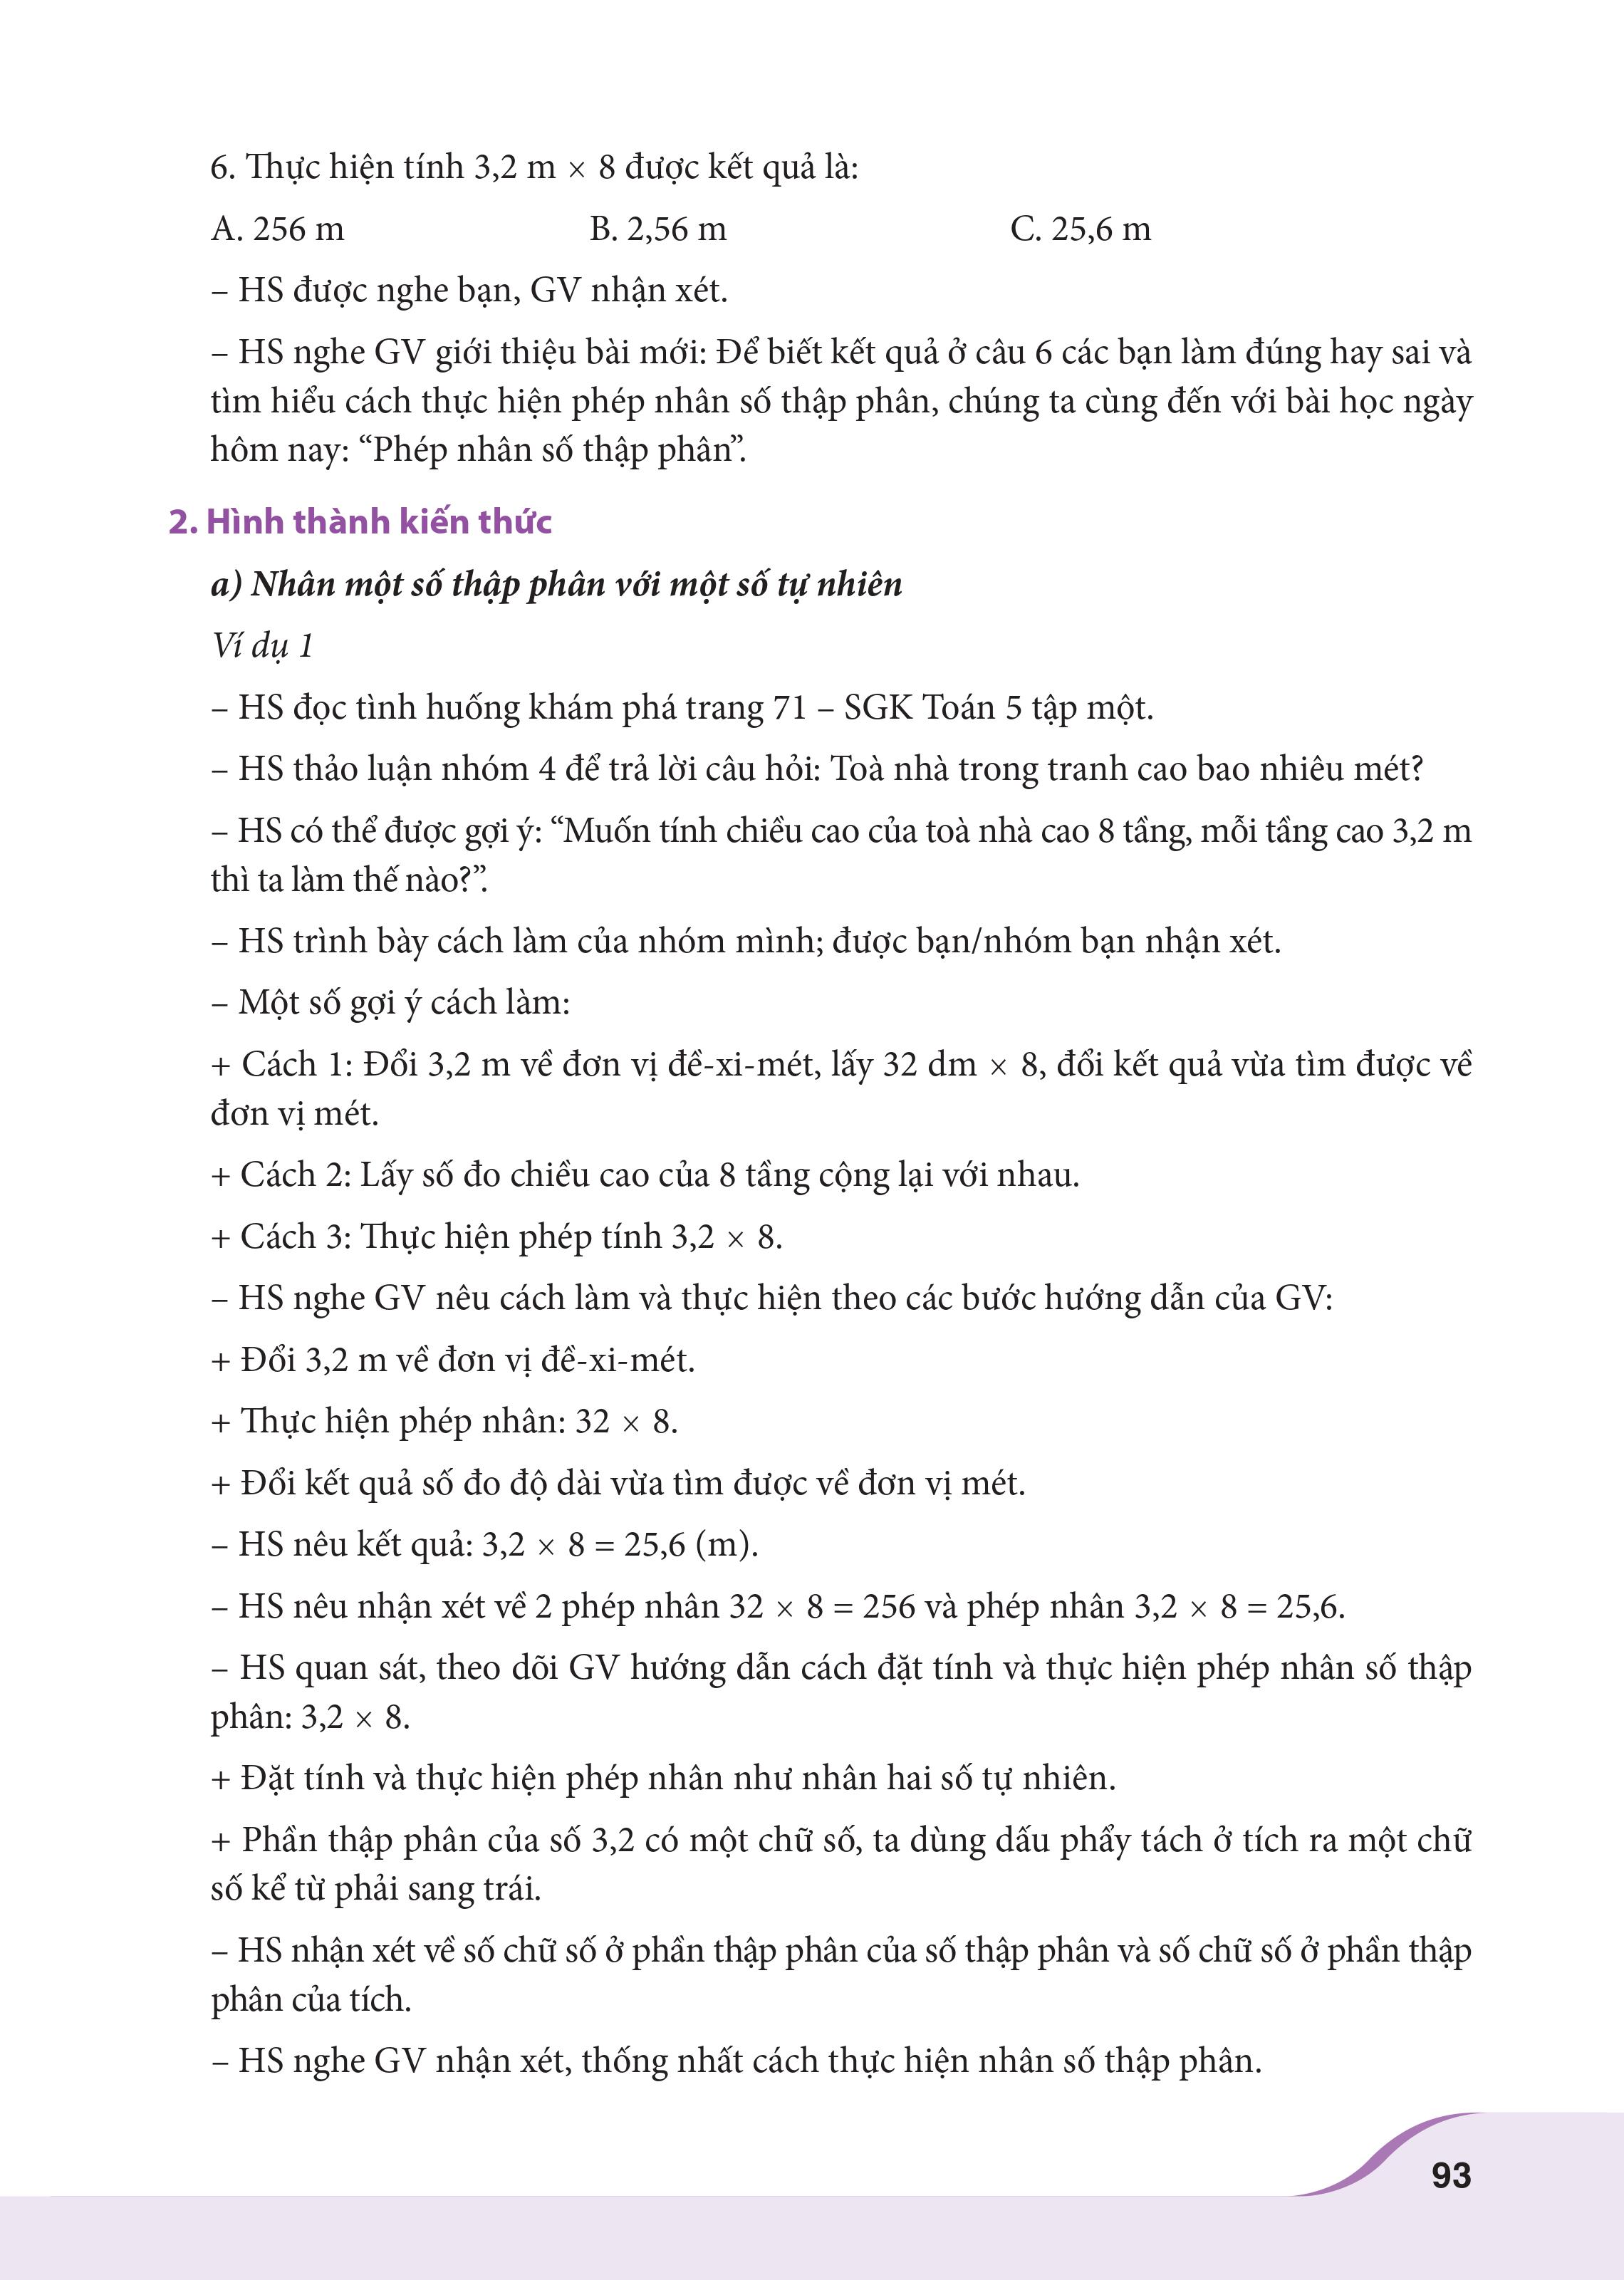 6. Thực hiện tính 3,2 m × 8 được kết quả là:
A. 256 m B. 2,56 m C. 25,6 m
– HS được nghe bạn, GV nhận xét.
– HS nghe GV giới thiệu bài mới: Để biết kết quả ở câu 6 các bạn làm đúng hay sai và
tìm hiểu cách thực hiện phép nhân số thập phân, chúng ta cùng đến với bài học ngày
hôm nay: “Phép nhân số thập phân”.
2. Hình thành kiến thức
a) Nhân một số thập phân với một số tự nhiên
Ví dụ 1
– HS đọc tình huống khám phá trang 71 – SGK Toán 5 tập một.
– HS thảo luận nhóm 4 để trả lời câu hỏi: Toà nhà trong tranh cao bao nhiêu mét?
– HS có thể được gợi ý: “Muốn tính chiều cao của toà nhà cao 8 tầng, mỗi tầng cao 3,2 m
thì ta làm thế nào?”.
– HS trình bày cách làm của nhóm mình; được bạn/nhóm bạn nhận xét.
– Một số gợi ý cách làm:
+ Cách 1: Đổi 3,2 m về đơn vị đề-xi-mét, lấy 32 dm × 8, đổi kết quả vừa tìm được về
đơn vị mét.
+ Cách 2: Lấy số đo chiều cao của 8 tầng cộng lại với nhau.
+ Cách 3: Thực hiện phép tính 3,2 × 8.
– HS nghe GV nêu cách làm và thực hiện theo các bước hướng dẫn của GV:
+ Đổi 3,2 m về đơn vị đề-xi-mét.
+ Thực hiện phép nhân: 32 × 8.
+ Đổi kết quả số đo độ dài vừa tìm được về đơn vị mét.
– HS nêu kết quả: 3,2 × 8 = 25,6 (m).
– HS nêu nhận xét về 2 phép nhân 32 × 8 = 256 và phép nhân 3,2 × 8 = 25,6.
– HS quan sát, theo dõi GV hướng dẫn cách đặt tính và thực hiện phép nhân số thập
phân: 3,2 × 8.
+ Đặt tính và thực hiện phép nhân như nhân hai số tự nhiên.
+ Phần thập phân của số 3,2 có một chữ số, ta dùng dấu phẩy tách ở tích ra một chữ
số kể từ phải sang trái.
– HS nhận xét về số chữ số ở phần thập phân của số thập phân và số chữ số ở phần thập
phân của tích.
– HS nghe GV nhận xét, thống nhất cách thực hiện nhân số thập phân.
93